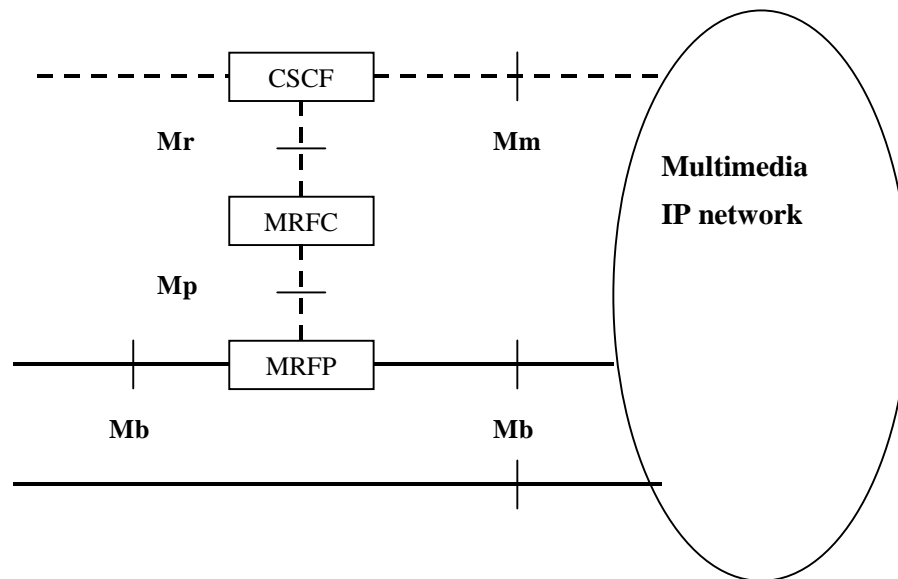 CSCF
Mr
Mm
Multimedia
IP network
MRFC
Mp
MRFP
Mb
Mb